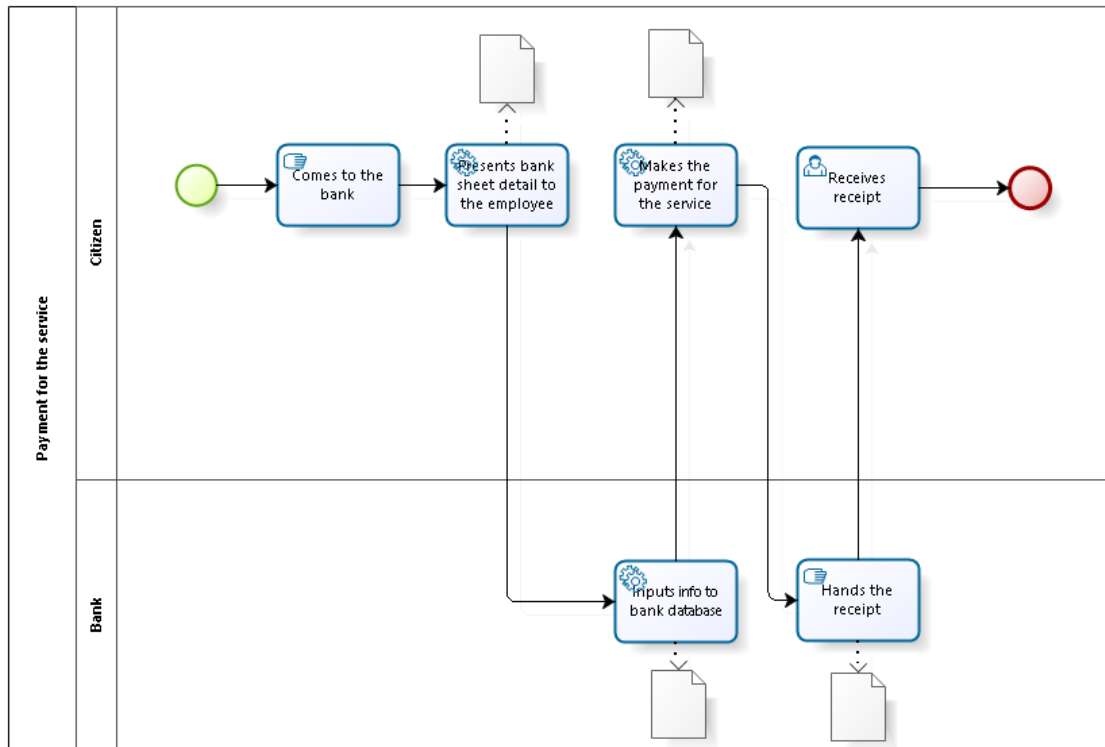 Payment for the service
Citizen
Comes to the
bank
Presents bank
sheet detail to
the employee
Makes the
payment for
the service
Receives
receipt
Bank
Inputs info to
bank database
Hands the
receipt